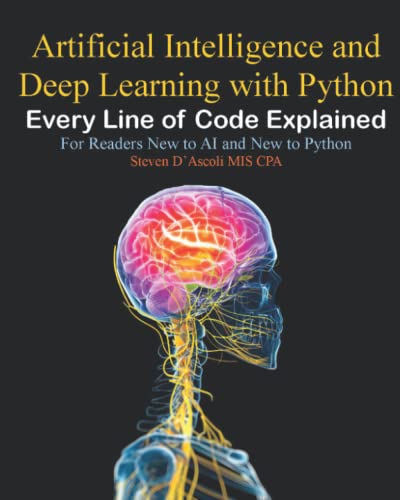 Artificial Intelligence and
Deep Learning with Python
Every Line of Code Explained
For Readers New to AI and New to Python
Steven D'Ascoli MIS CPA